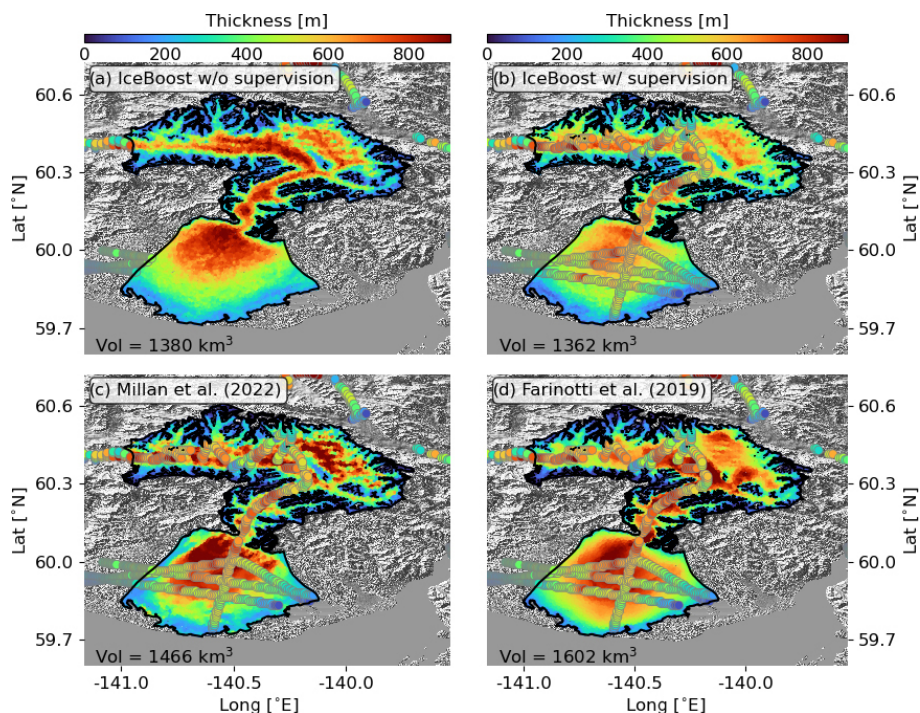 Thickness [m] Thickness [m]
0 200 400 600 800 0 200 400 600 800
(a) IceBoost w/o supervision (b) IceBoost w/ supervision
60.6 60.6
60.3 60.3
Lat [°N] Lat [°N]
60.0 60.0
59.7 59.7
Vol = 1380 km³ Vol = 1362 km³
(c) Millan et al. (2022) (d) Farinotti et al. (2019)
60.6 60.6
60.3 60.3
Lat [°N] Lat [°N]
60.0 60.0
59.7 59.7
Vol = 1466 km³ Vol = 1602 km³
-141.0 -140.5 -140.0 -141.0 -140.5 -140.0
Long [°E] Long [°E]